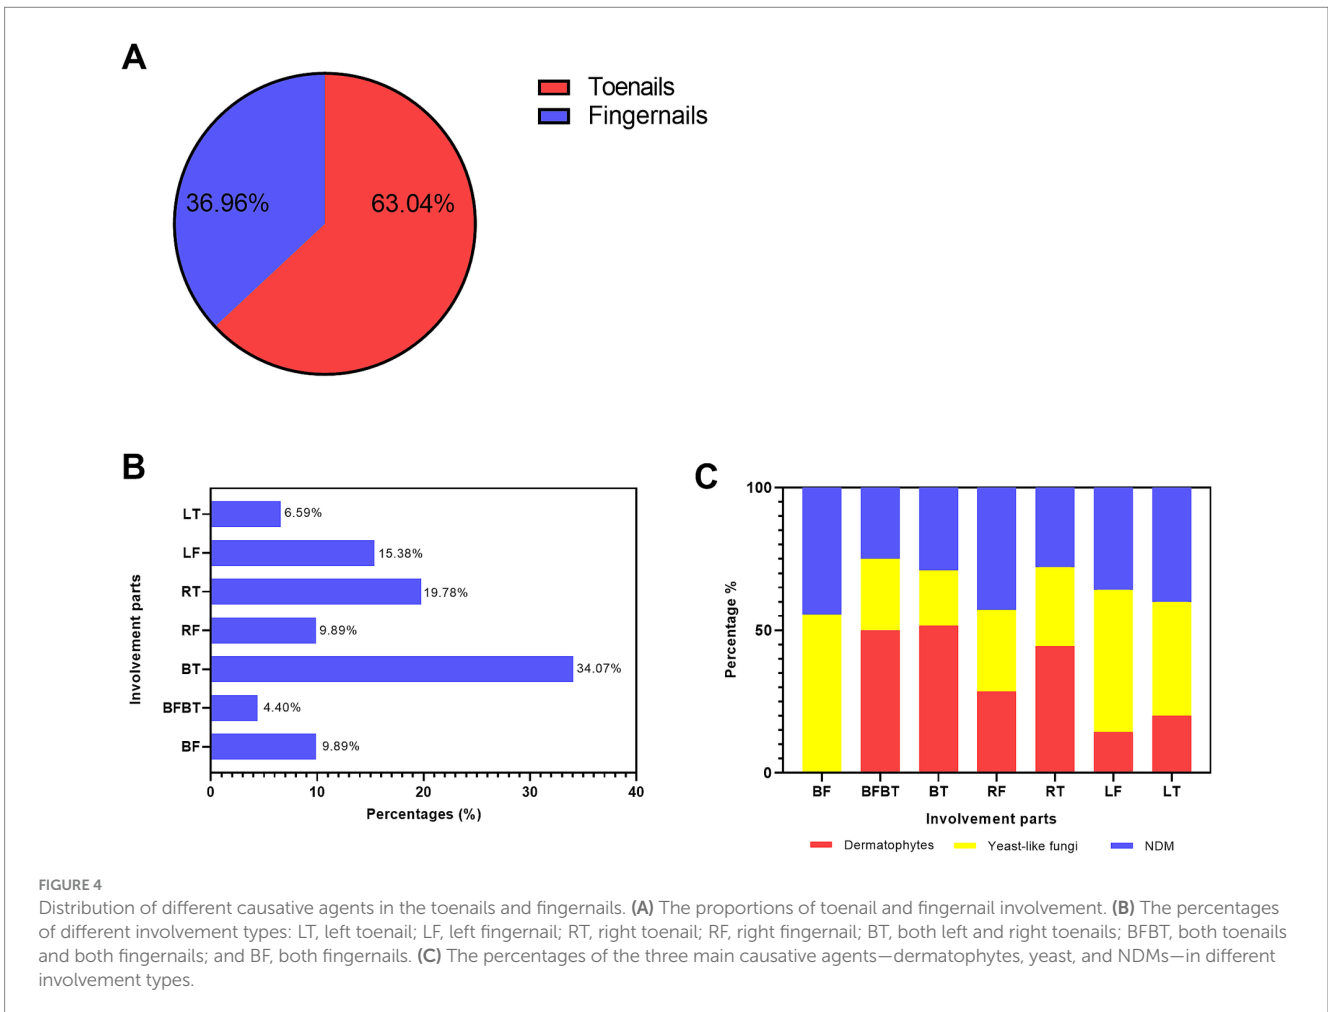 A
Toenails
Fingernails
36.96%
63.04%
B
Involvement parts
LT
6.59%
LF
15.38%
RT
19.78%
RF
9.89%
BT
34.07%
BFBT
4.40%
BF
9.89%
0 10 20 30 40
Percentages (%)
C
Percentage %
100
50
0
BF BFBT BT RF RT LF LT
Involvement parts
Dermatophytes Yeast-like fungi NDM
FIGURE 4
Distribution of different causative agents in the toenails and fingernails. (A) The proportions of toenail and fingernail involvement. (B) The percentages
of different involvement types: LT, left toenail; LF, left fingernail; RT, right toenail; RF, right fingernail; BT, both left and right toenails; BFBT, both toenails
and both fingernails; and BF, both fingernails. (C) The percentages of the three main causative agents—dermatophytes, yeast, and NDMs—in different
involvement types.